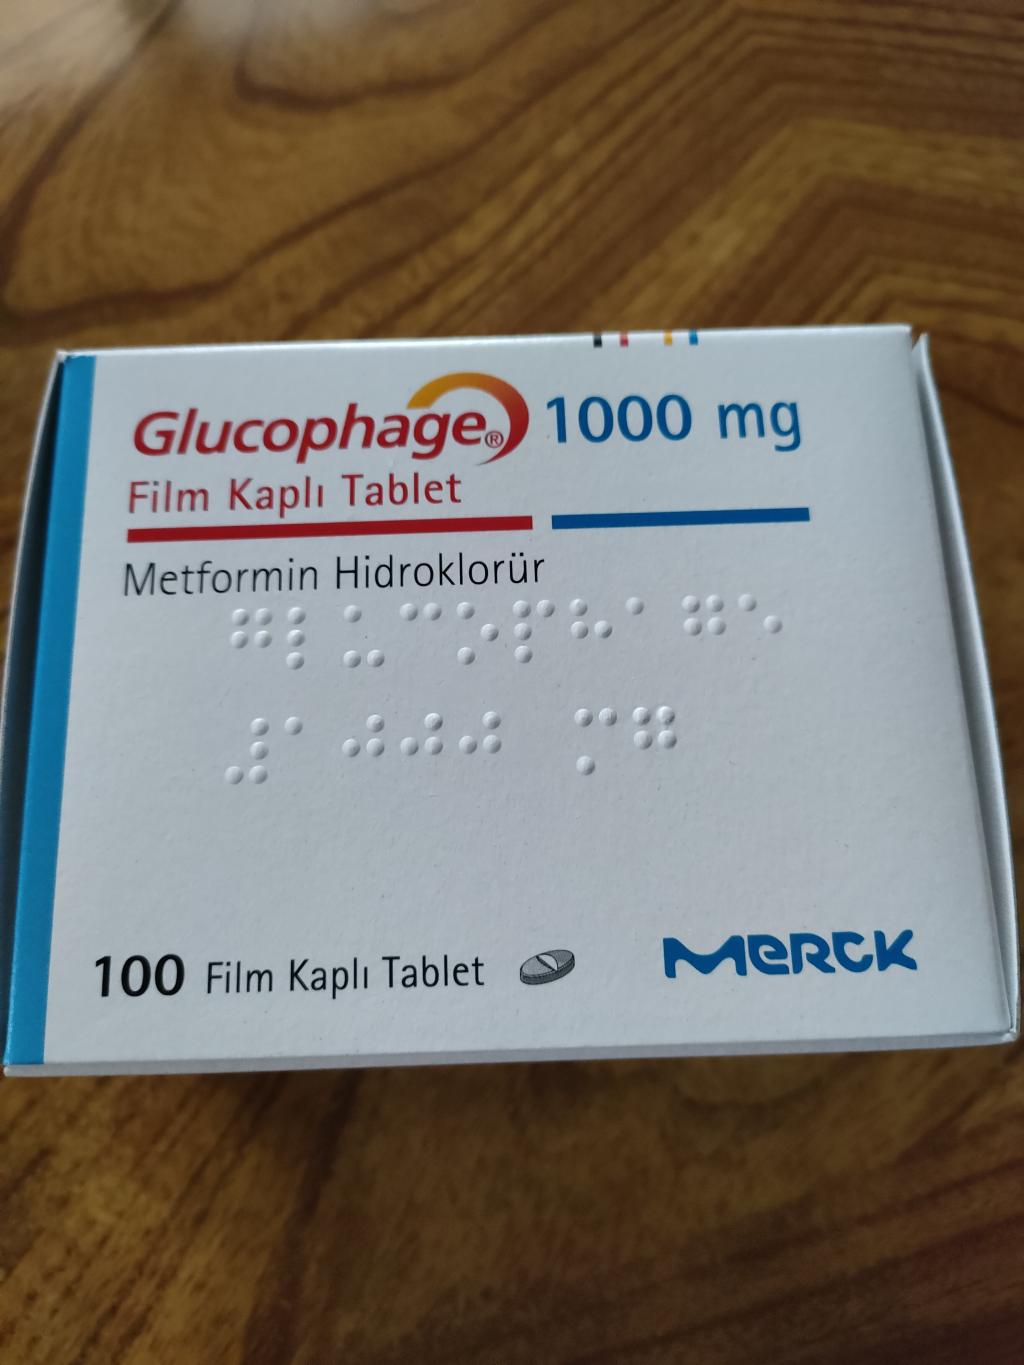 Glucophage® 1000 mg
Film Kaplı Tablet
Metformin Hidroklorür
⠛⠇⠥⠉⠕⠏⠓⠁⠛⠑
⠼⠁⠚⠚⠚ ⠍⠛
100 Film Kaplı Tablet
MERCK